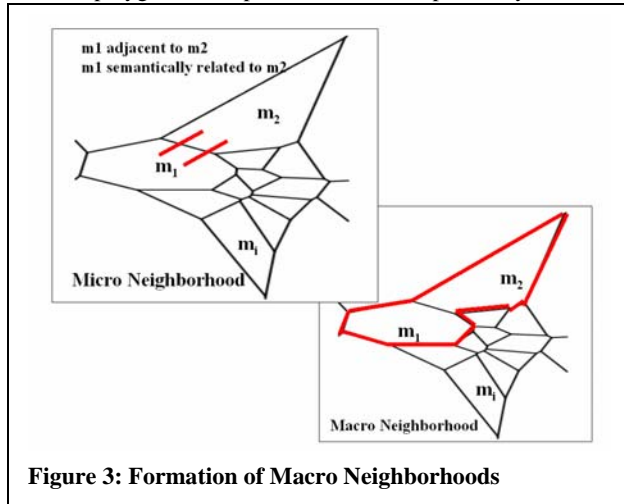 m1 adjacent to m2
m1 semantically related to m2
m2
m1
mi
Micro Neighborhood
m2
m1
mi
Macro Neighborhood
Figure 3: Formation of Macro Neighborhoods